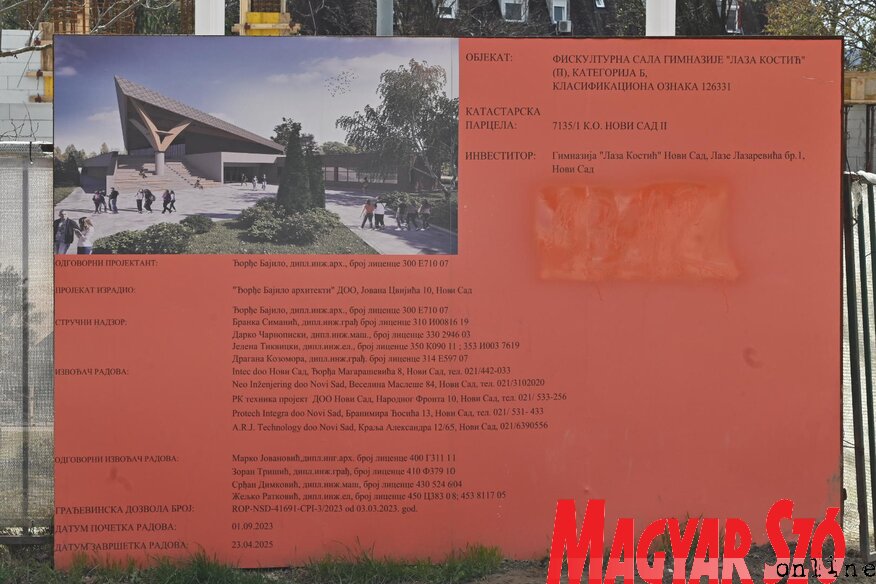 ОБЈЕКАТ: ФИСКУЛТУРНА САЛА ГИМНАЗИЈЕ "ЛАЗА КОСТИЋ"
(П), КАТЕГОРИЈА Б,
КЛАСИФИКАЦИОНА ОЗНАКА 126331
КАТАСТАРСКА
ПАРЦЕЛА: 7135/1 К.О. НОВИ САД II
ИНВЕСТИТОР: Гимназија "Лаза Костић" Нови Сад, Лазе Лазаревића бр.1,
Нови Сад
ОДГОВОРНИ ПРОЈЕКТАНТ: Ђорђе Бајило, дипл.инж.арх., број лиценце 300 Е710 07
ПРОЈЕКАТ ИЗРАДИО: "Ђорђе Бајило архитекти" ДОО, Јована Цвијића 10, Нови Сад
Ђорђе Бајило, дипл.инж.арх., број лиценце 300 Е710 07
СТРУЧНИ НАДЗОР: Бранка Симанић, дипл.инж.грађ број лиценце 310 И00816 19
Дарко Чарнописки, дипл.инж.маш., број лиценце 330 2946 03
Јелена Тиквицки, дипл.инж.ел., број лиценце 350 К090 11 ; 353 И003 7619
Драгана Козомора, дипл.инж.грађ. број лиценце 314 Е597 07
ИЗВОЂАЧ РАДОВА: Intec doo Нови Сад, Ђорђа Магарашевића 8, Нови Сад, тел. 021/442-033
Neo Inženjering doo Novi Sad, Веселина Маслеше 84, Нови Сад, тел. 021/3102020
РК техника пројект ДОО Нови Сад, Народног Фронта 10, Нови Сад, тел. 021/ 533-256
Protech Integra doo Novi Sad, Бранимира Ћосића 13, Нови Сад, тел. 021/ 531- 433
A.R.J. Technology doo Novi Sad, Краља Александра 12/65, Нови Сад, 021/6390556
ОДГОВОРНИ ИЗВОЂАЧ РАДОВА: Марко Јовановић,дипл.инг.арх. број лиценце 400 Г311 11
Зоран Тришић, дипл.инж.грађ, број лиценце 410 Ф379 10
Срђан Димковић, дипл.инж.маш, број лиценце 430 S24 604
Жељко Ратковић, дипл.инж.ел, број лиценце 450 Ц383 0 8; 453 8117 05
ГРАЂЕВИНСКА ДОЗВОЛА БРОЈ: ROP-NSD-41691-CPI-3/2023 od 03.03.2023. god.
ДАТУМ ПОЧЕТКА РАДОВА: 01.09.2023
ДАТУМ ЗАВРШЕТКА РАДОВА: 23.04.2025
MAGYAR SZÓ
online